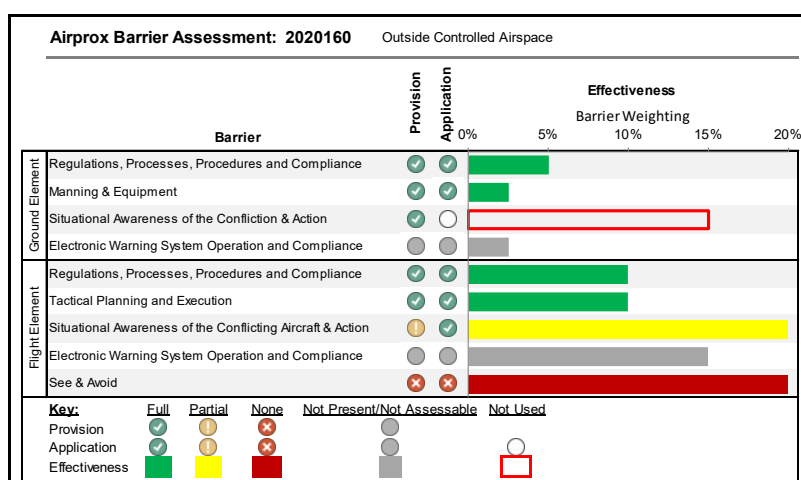 Airprox Barrier Assessment: 2020160 Outside Controlled Airspace
Barrier
Provision
Application
Effectiveness
Barrier Weighting
0% 5% 10% 15% 20%
Ground Element
Regulations, Processes, Procedures and Compliance
Manning & Equipment
Situational Awareness of the Confliction & Action
Electronic Warning System Operation and Compliance
Flight Element
Regulations, Processes, Procedures and Compliance
Tactical Planning and Execution
Situational Awareness of the Conflicting Aircraft & Action
Electronic Warning System Operation and Compliance
See & Avoid
Key: Full Partial None Not Present/Not Assessable Not Used
Provision
Application
Effectiveness